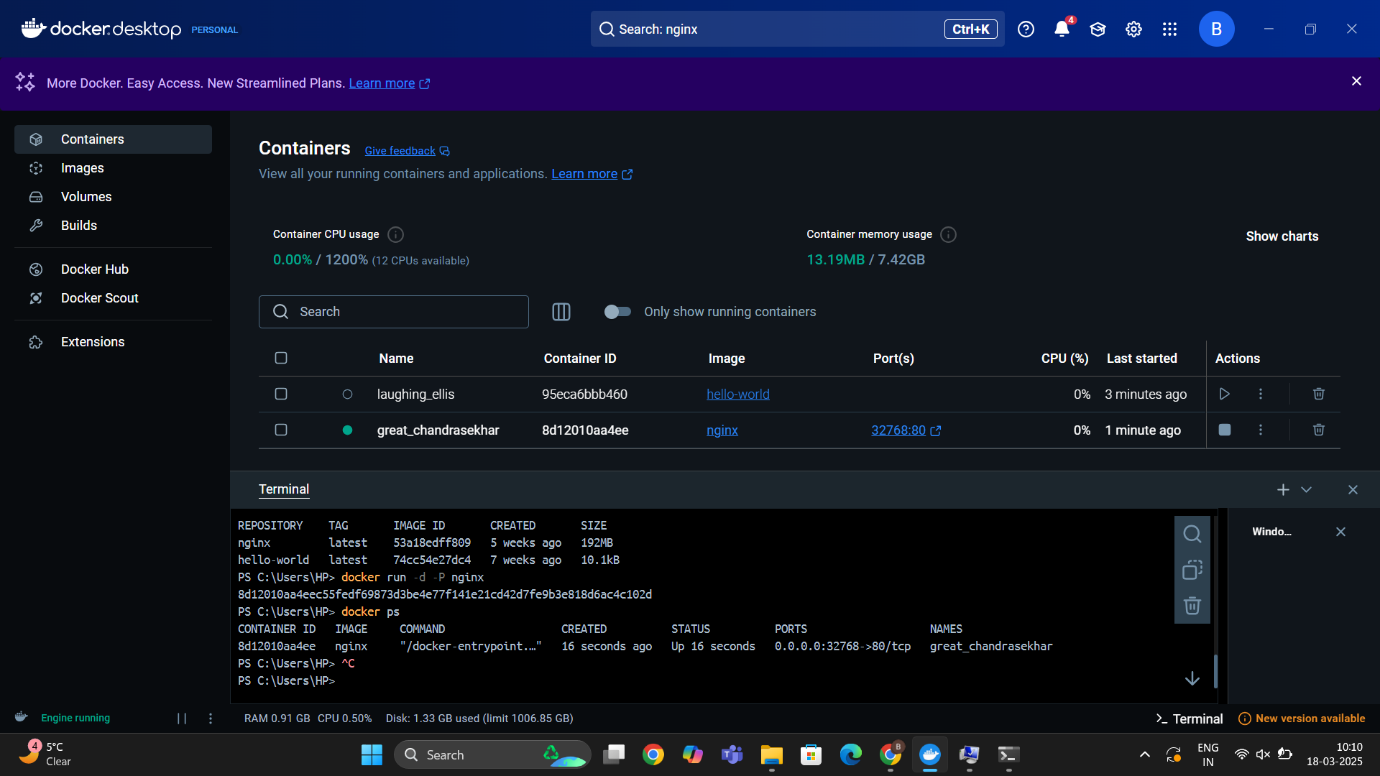 docker desktop PERSONAL
Search: nginx Ctrl+K
4
B
More Docker. Easy Access. New Streamlined Plans. Learn more
Containers
Images
Volumes
Builds
Docker Hub
Docker Scout
Extensions
Containers Give feedback
View all your running containers and applications. Learn more
Container CPU usage
0.00% / 1200% (12 CPUs available)
Container memory usage
13.19MB / 7.42GB
Show charts
Search
Only show running containers
Name Container ID Image Port(s) CPU (%) Last started Actions
laughing_ellis 95eca6bbb460 hello-world 0% 3 minutes ago
great_chandrasekhar 8d12010aa4ee nginx 32768:80 0% 1 minute ago
Terminal
REPOSITORY TAG IMAGE ID CREATED SIZE
nginx latest 53a18edff809 5 weeks ago 192MB
hello-world latest 74cc54e27dc4 7 weeks ago 10.1kB
PS C:\Users\HP> docker run -d -P nginx
8d12010aa4eec55fedf69873d3be4e77f141e21cd42d7fe9b3e818d6ac4c102d
PS C:\Users\HP> docker ps
CONTAINER ID IMAGE COMMAND CREATED STATUS PORTS NAMES
8d12010aa4ee nginx "/docker-entrypoint.…" 16 seconds ago Up 16 seconds 0.0.0.0:32768->80/tcp great_chandrasekhar
PS C:\Users\HP> ^C
PS C:\Users\HP>
Windo...
Engine running
RAM 0.91 GB CPU 0.50% Disk: 1.33 GB used (limit 1006.85 GB)
Terminal
New version available
4
5°C
Clear
Search
B
ENG
IN
10:10
18-03-2025